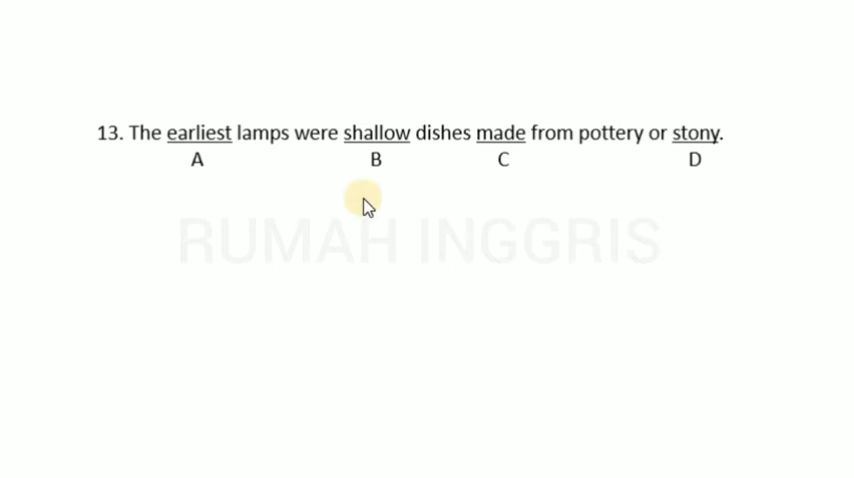 13. The earliest lamps were shallow dishes made from pottery or stony.
A B C D
RUMAH INGGRIS